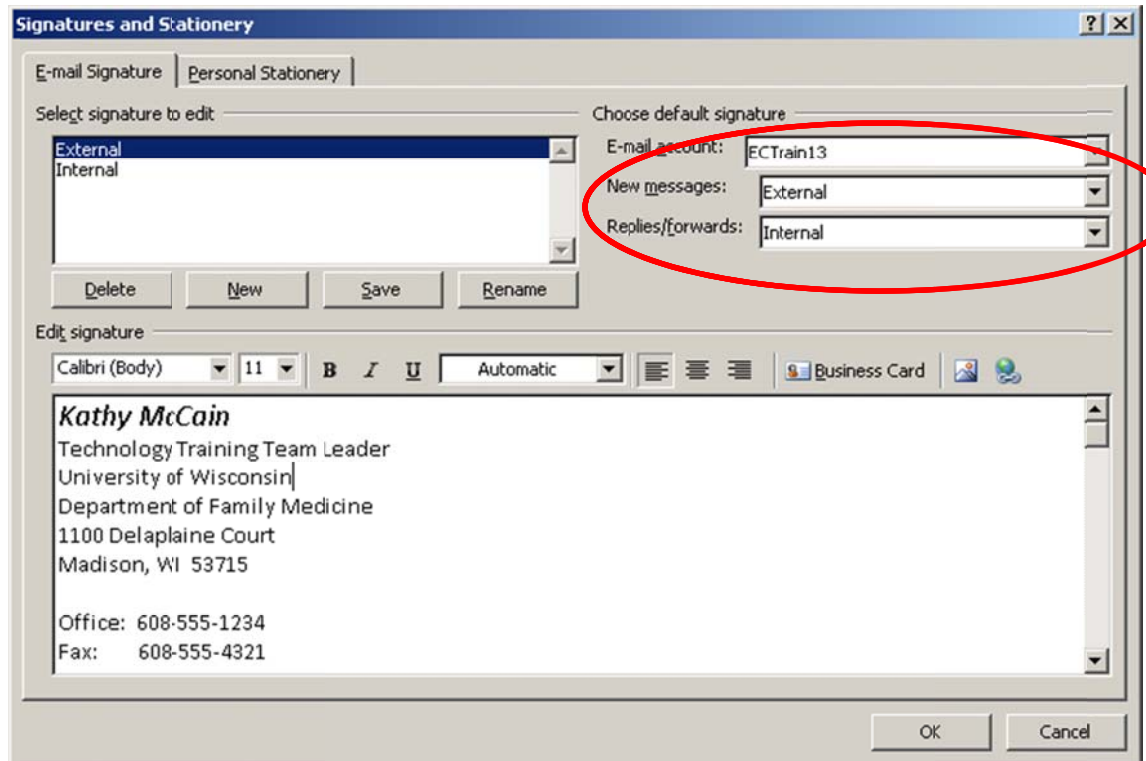 Signatures and Stationery
E-mail Signature Personal Stationery
Select signature to edit
External
Internal
Delete New Save Rename
Choose default signature
E-mail account: ECTrain13
New messages: External
Replies/forwards: Internal
Edit signature
Calibri (Body) 11 B I U Automatic Business Card
Kathy McCain
Technology Training Team Leader
University of Wisconsin
Department of Family Medicine
1100 Delaplaine Court
Madison, WI 53715
Office: 608-555-1234
Fax: 608-555-4321
OK Cancel